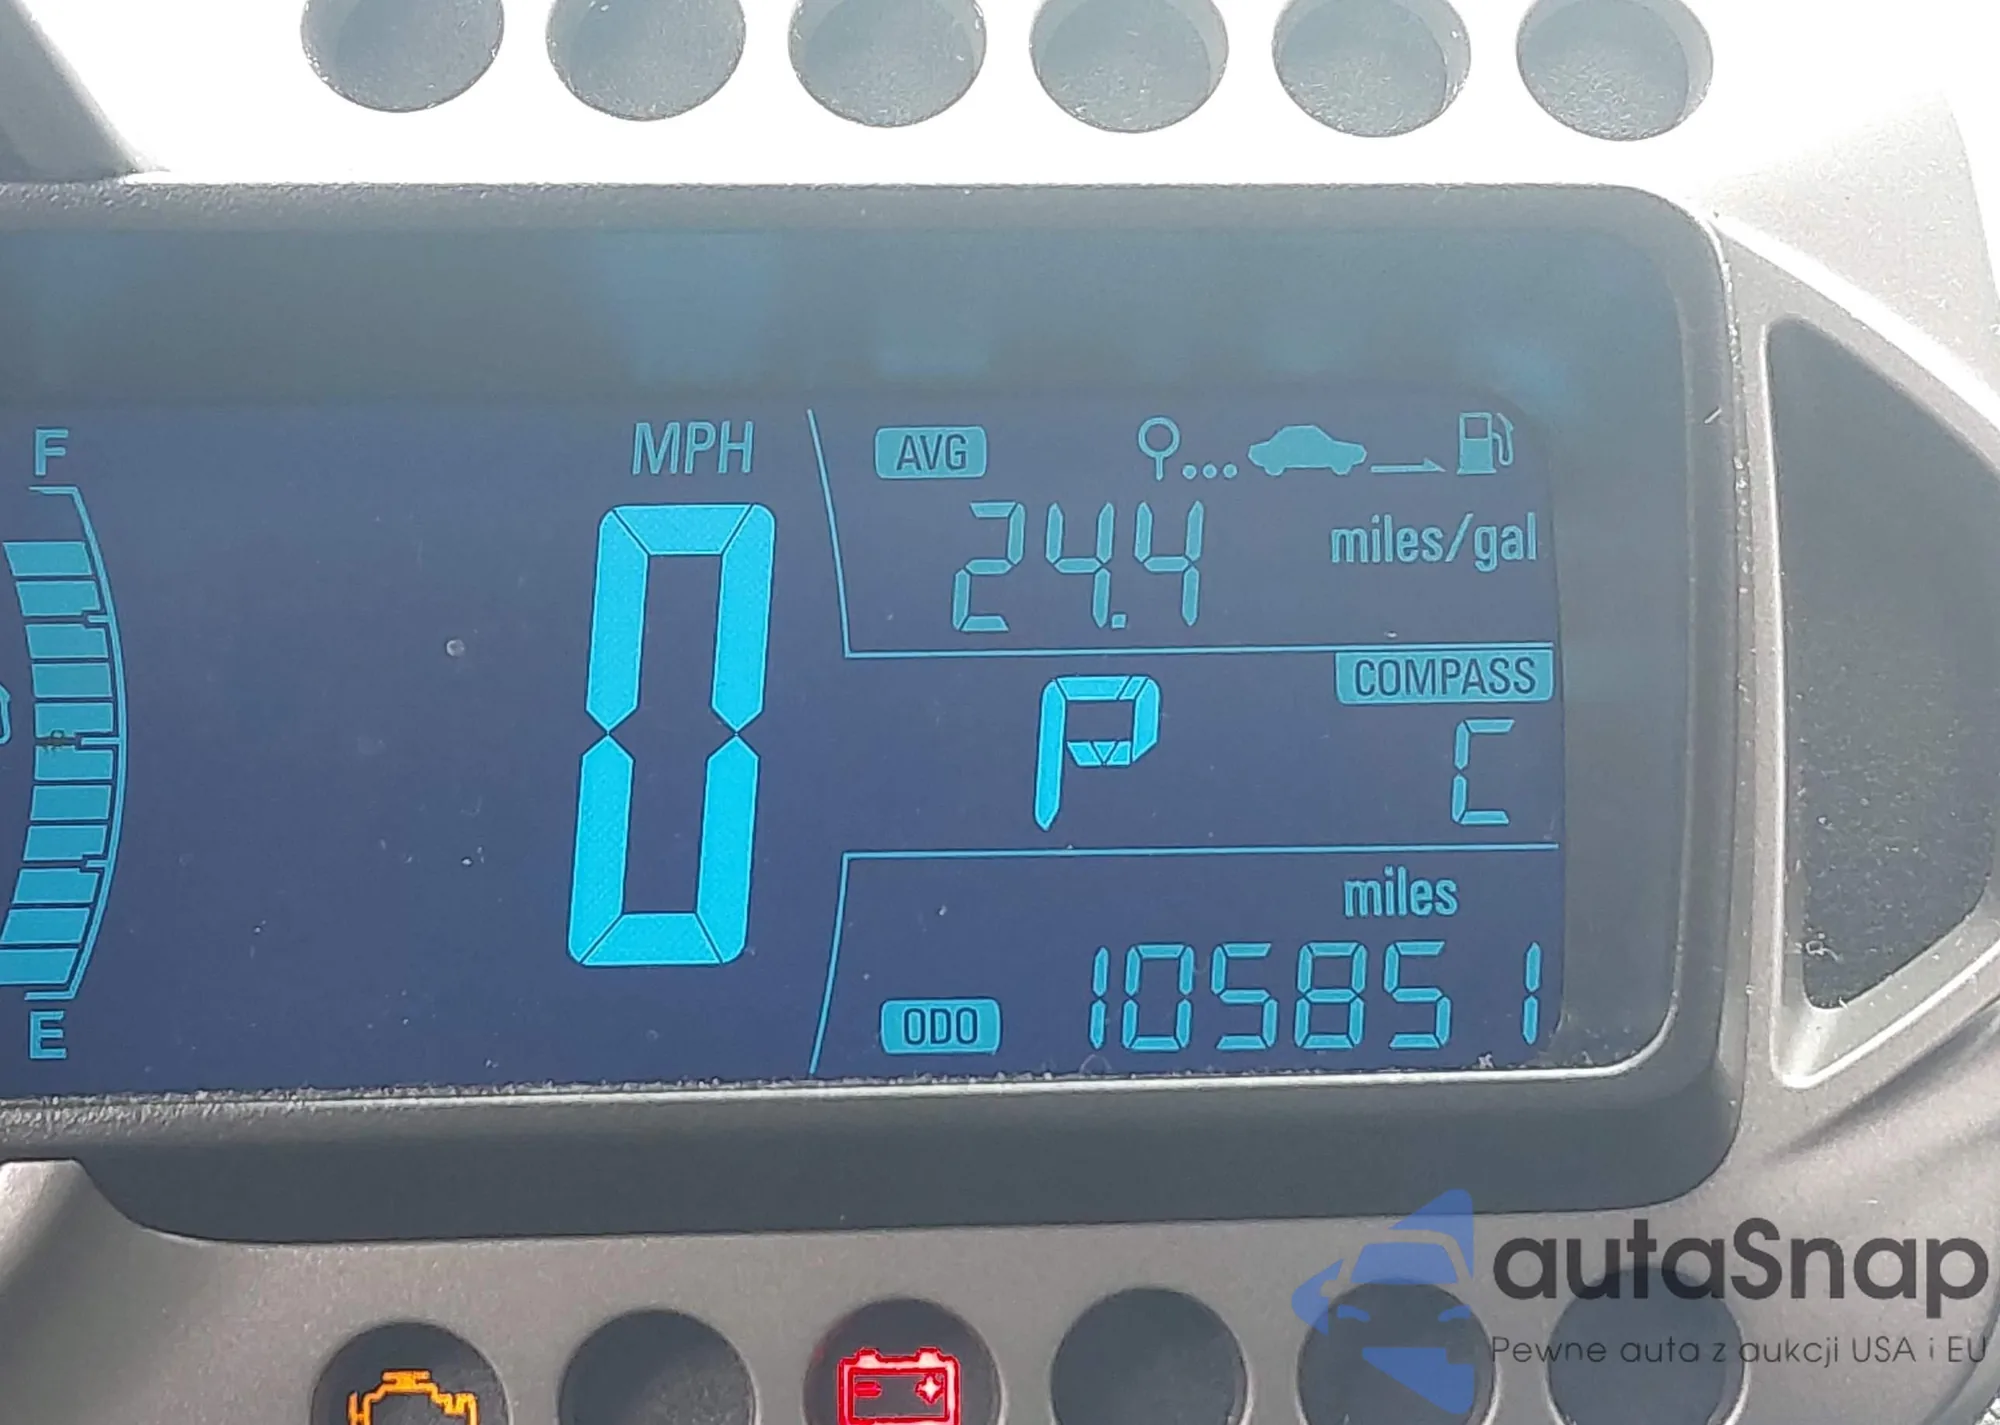 F
MPH
AVG
24.4
miles/gal
0
COMPASS
P
C
miles
ODO
105851
E
autaSnap
Pewne auta z aukcji USA i EU